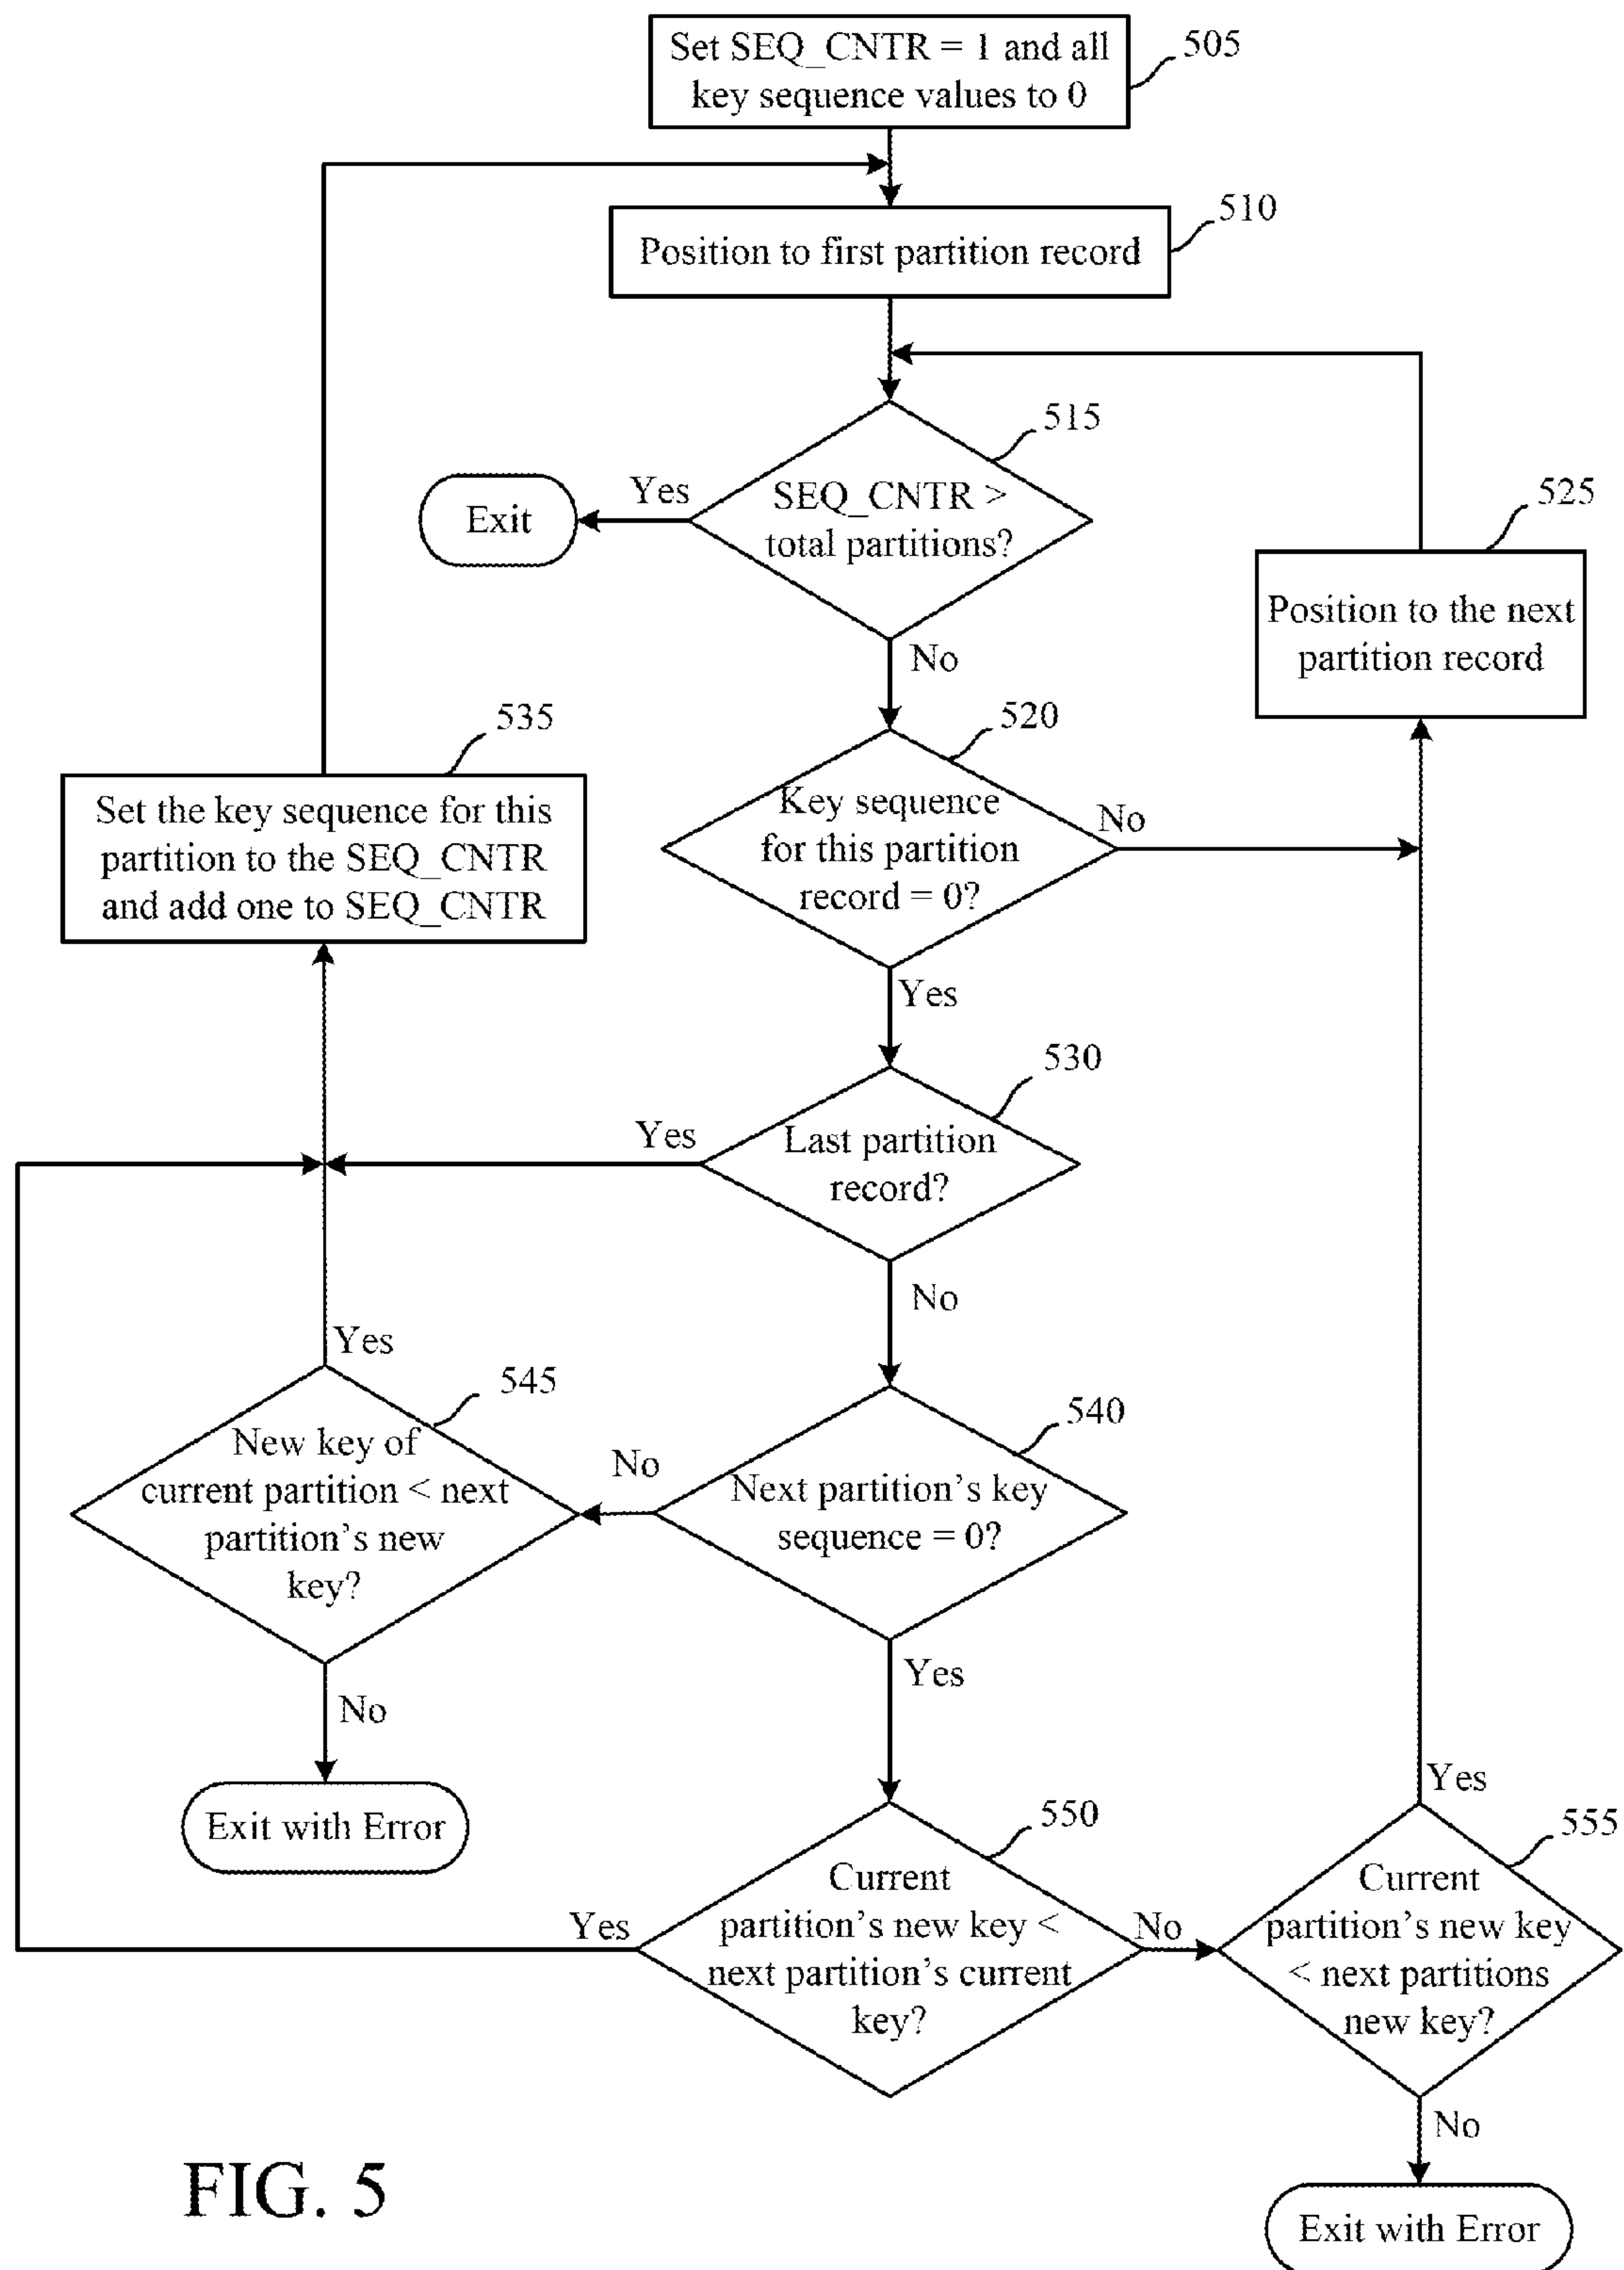 Set SEQ_CNTR = 1 and all
key sequence values to 0
505
Position to first partition record
510
515
SEQ_CNTR >
total partitions?
Yes
Exit
No
525
Position to the next
partition record
520
Key sequence
for this partition
record = 0?
No
Yes
535
Set the key sequence for this
partition to the SEQ_CNTR
and add one to SEQ_CNTR
530
Last partition
record?
Yes
No
540
Next partition's key
sequence = 0?
No
Yes
545
New key of
current partition < next
partition's new
key?
Yes
No
Exit with Error
550
Current
partition's new key <
next partition's current
key?
Yes
No
555
Current
partition's new key
< next partitions
new key?
Yes
No
Exit with Error
FIG. 5